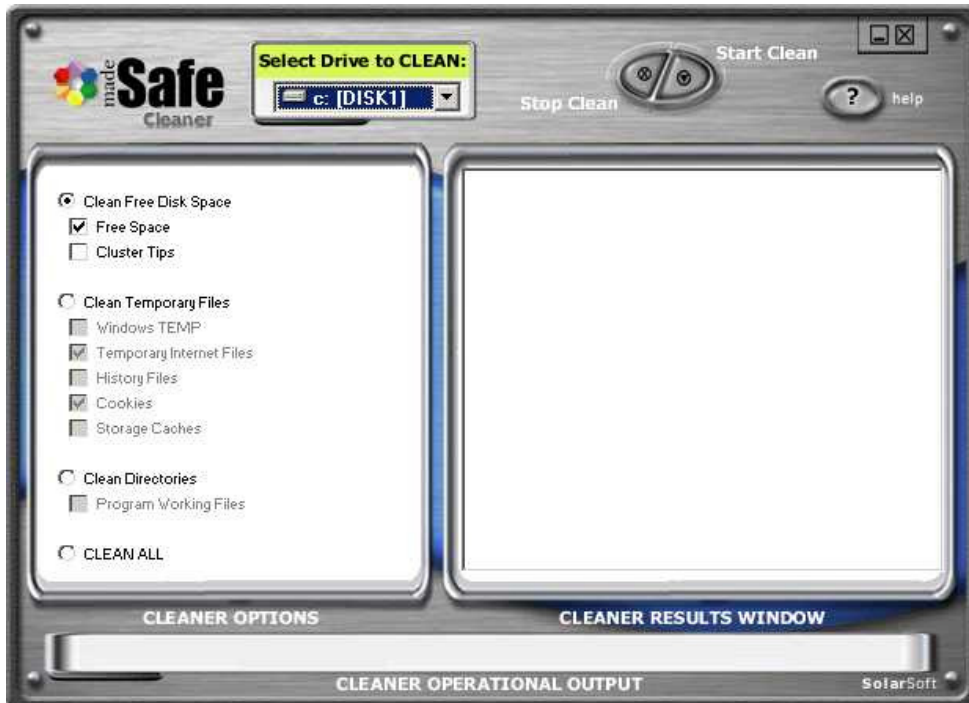 made
Safe
Cleaner
Select Drive to CLEAN:
c: [DISK1]
Stop Clean
Start Clean
?
help
Clean Free Disk Space
Free Space
Cluster Tips
Clean Temporary Files
Windows TEMP
Temporary Internet Files
History Files
Cookies
Storage Caches
Clean Directories
Program Working Files
CLEAN ALL
CLEANER OPTIONS
CLEANER RESULTS WINDOW
CLEANER OPERATIONAL OUTPUT
SolarSoft